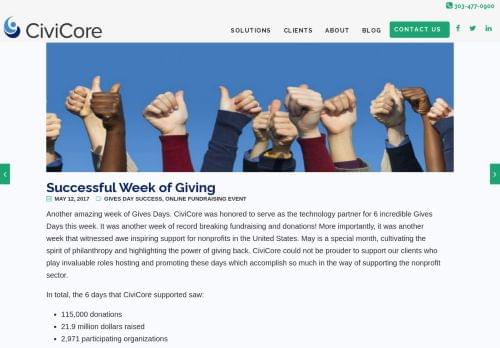 303-477-0900
CiviCore
SOLUTIONS CLIENTS ABOUT BLOG CONTACT US
Successful Week of Giving
MAY 12, 2017 GIVES DAY SUCCESS, ONLINE FUNDRAISING EVENT
Another amazing week of Gives Days. CiviCore was honored to serve as the technology partner for 6 incredible Gives
Days this week. It was another week of record breaking fundraising and donations! More importantly, it was another
week that witnessed awe inspiring support for nonprofits in the United States. May is a special month, cultivating the
spirit of philanthropy and highlighting the power of giving back. CiviCore could not be prouder to support our clients who
play invaluable roles hosting and promoting these days which accomplish so much in the way of supporting the nonprofit
sector.
In total, the 6 days that CiviCore supported saw:
• 115,000 donations
• 21.9 million dollars raised
• 2,971 participating organizations